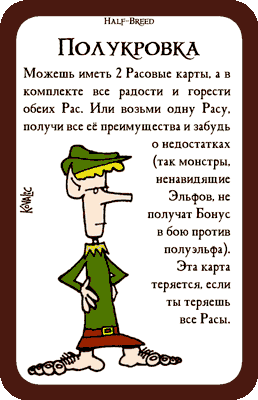 Half-Breed
Полукровка
Можешь иметь 2 Расовые карты, а в
комплекте все радости и горести
обеих Рас. Или возьми одну Расу,
получи все её преимущества и забудь
о недостатках
(так монстры,
ненавидящие
Эльфов, не
получат Бонус
в бою против
полуэльфа).
Эта карта
теряется, если
ты теряешь
все Расы.
Kovalic